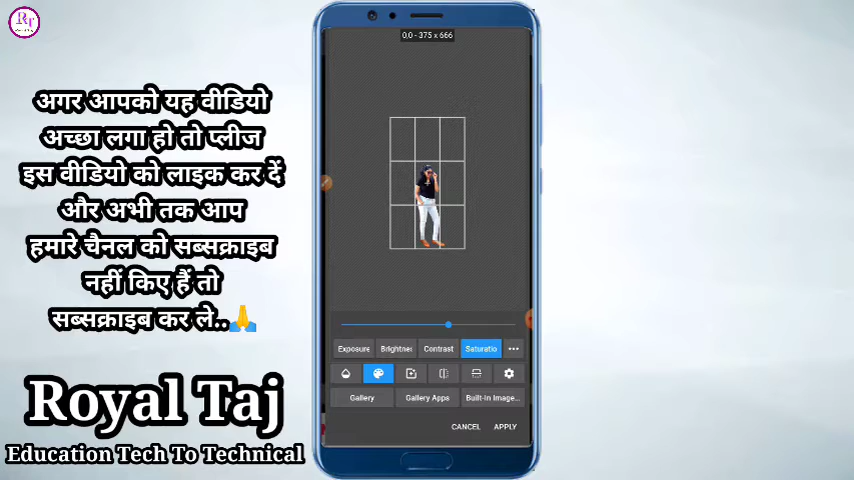 RT
0,0 - 375 x 666
अगर आपको यह वीडियो
अच्छा लगा हो तो प्लीज
इस वीडियो को लाइक कर दें
और अभी तक आप
हमारे चैनल को सब्सक्राइब
नहीं किए हैं तो
सब्सक्राइब कर ले..🙏
Royal Taj
Education Tech To Technical
Exposure Brightnes Contrast Saturatio •••
Gallery Gallery Apps Built-In Image...
CANCEL APPLY